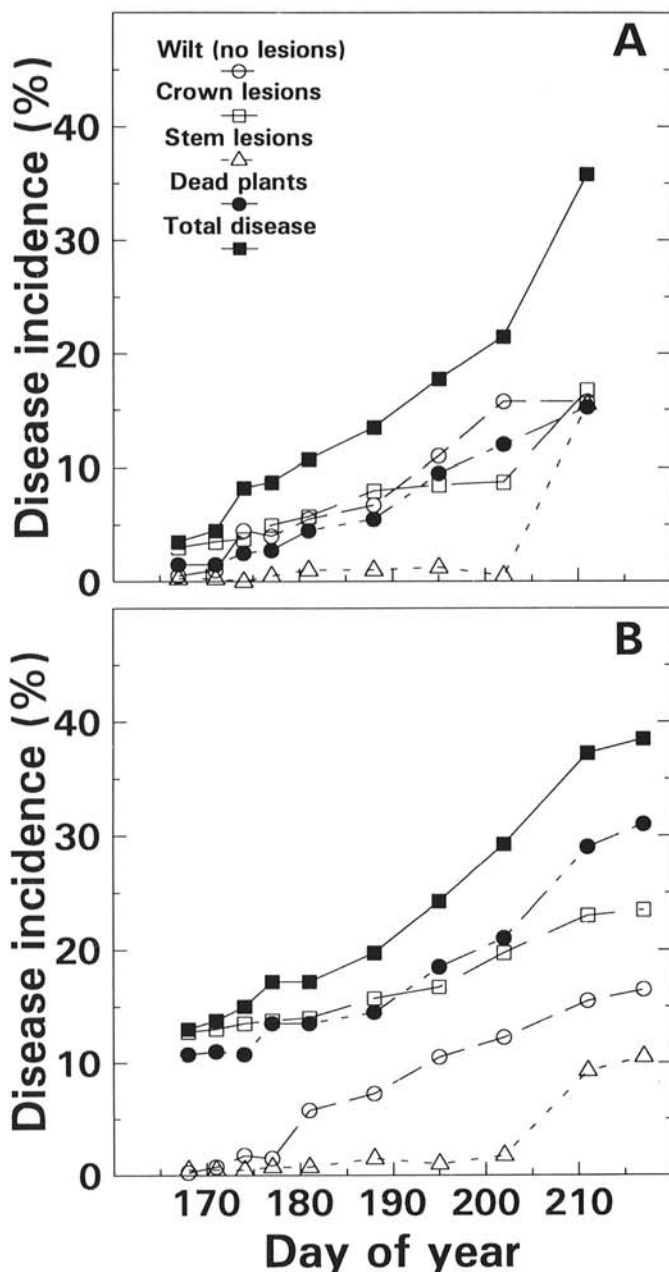 A
Wilt (no lesions)
Crown lesions
Stem lesions
Dead plants
Total disease
Disease incidence (%)
40
30
20
10
0
B
Disease incidence (%)
40
30
20
10
0
170 180 190 200 210
Day of year